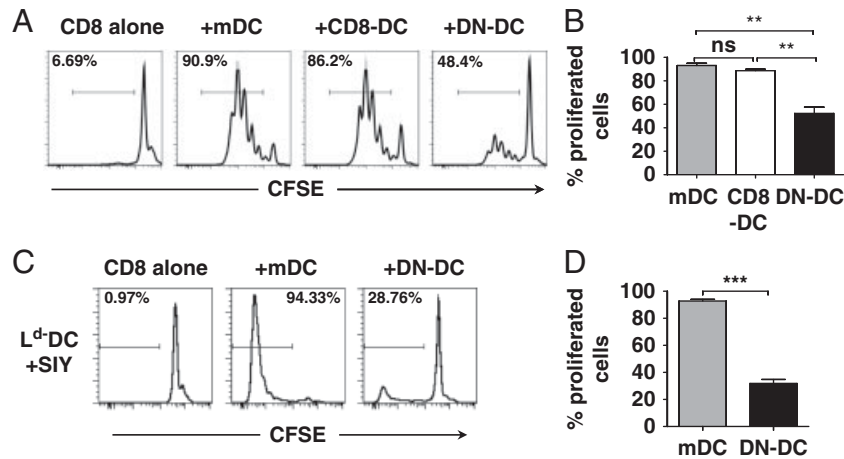 A
CD8 alone
+mDC
+CD8-DC
+DN-DC
6.69%
90.9%
86.2%
48.4%
CFSE
B
**
ns
**
% proliferated
cells
100
80
60
40
20
0
mDC
CD8
-DC
DN-DC
C
CD8 alone
+mDC
+DN-DC
0.97%
94.33%
28.76%
Ld-DC
+SIY
CFSE
D
***
% proliferated
cells
100
80
60
40
20
0
mDC
DN-DC